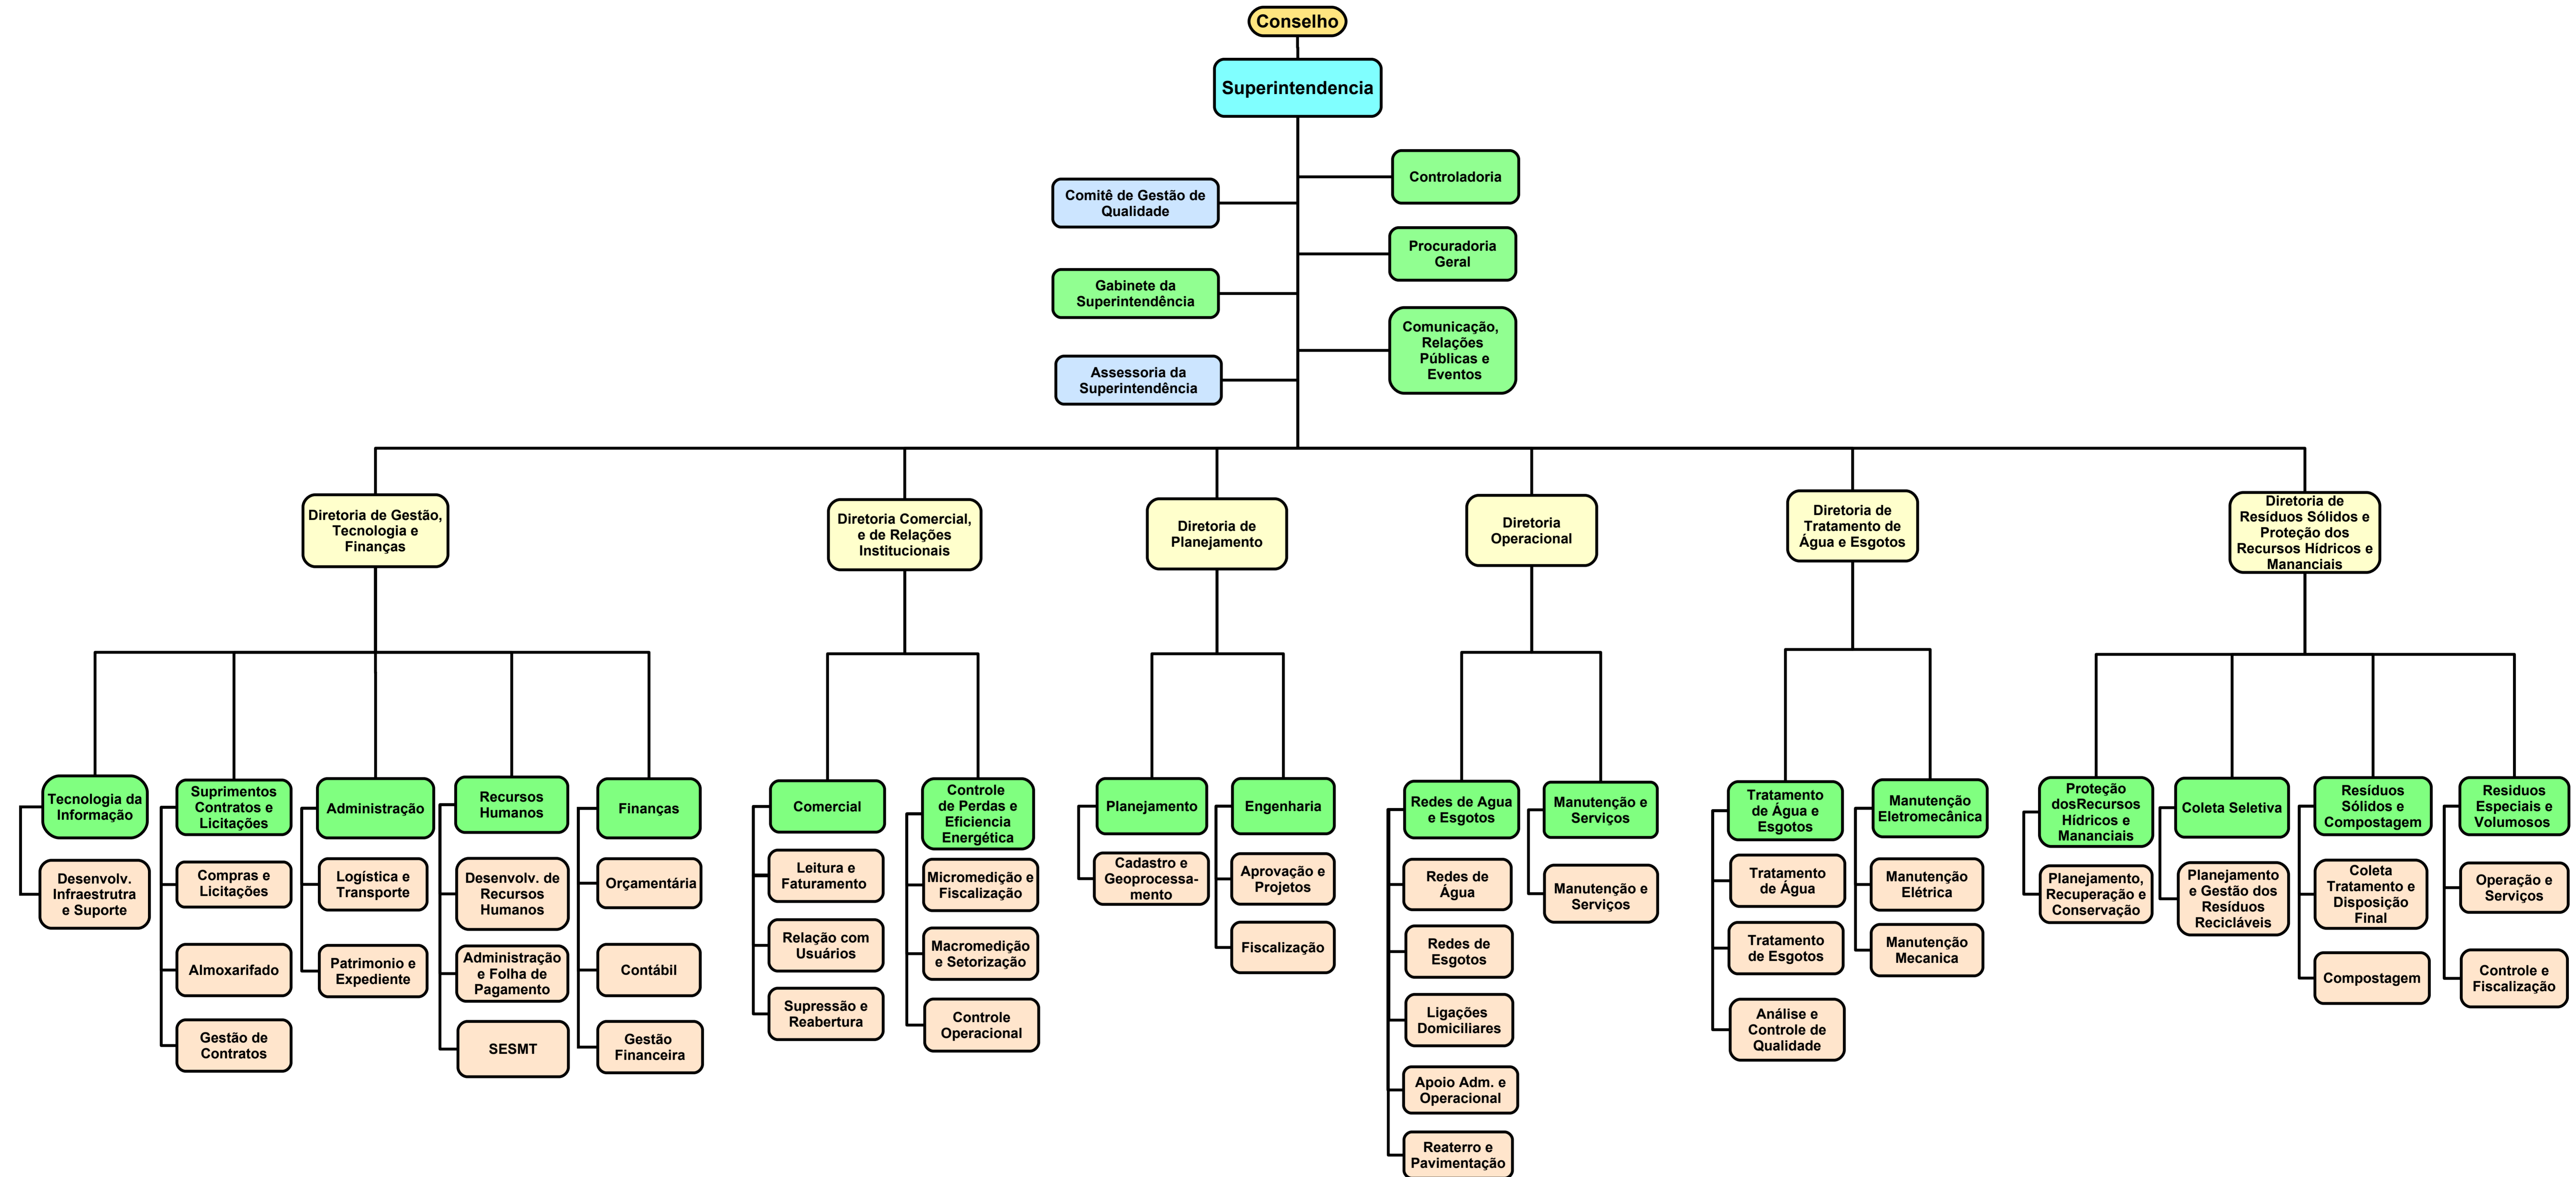 Conselho
Superintendencia
Controladoria
Comitê de Gestão de
Qualidade
Procuradoria
Geral
Gabinete da
Superintendência
Comunicação,
Relações
Públicas e
Eventos
Assessoria da
Superintendência
Diretoria de Gestão,
Tecnologia e
Finanças
Diretoria Comercial,
e de Relações
Institucionais
Diretoria de
Planejamento
Diretoria
Operacional
Diretoria de
Tratamento de
Água e Esgotos
Diretoria de
Resíduos Sólidos e
Proteção dos
Recursos Hídricos e
Mananciais
Tecnologia da
Informação
Desenvolv.
Infraestrutra
e Suporte
Suprimentos
Contratos e
Licitações
Compras e
Licitações
Almoxarifado
Gestão de
Contratos
Administração
Logística e
Transporte
Patrimonio e
Expediente
Recursos
Humanos
Desenvolv. de
Recursos
Humanos
Administração
e Folha de
Pagamento
SESMT
Finanças
Orçamentária
Contábil
Gestão
Financeira
Comercial
Leitura e
Faturamento
Relação com
Usuários
Supressão e
Reabertura
Controle
de Perdas e
Eficiencia
Energética
Micromedição e
Fiscalização
Macromedição
e Setorização
Controle
Operacional
Planejamento
Cadastro e
Geoprocessa-
mento
Engenharia
Aprovação e
Projetos
Fiscalização
Redes de Agua
e Esgotos
Redes de
Água
Redes de
Esgotos
Ligações
Domiciliares
Apoio Adm. e
Operacional
Reaterro e
Pavimentação
Manutenção e
Serviços
Manutenção e
Serviços
Tratamento
de Água e
Esgotos
Tratamento
de Água
Tratamento
de Esgotos
Análise e
Controle de
Qualidade
Manutenção
Eletromecânica
Manutenção
Elétrica
Manutenção
Mecanica
Proteção
dosRecursos
Hídricos e
Mananciais
Planejamento,
Recuperação e
Conservação
Coleta Seletiva
Planejamento
e Gestão dos
Resíduos
Recicláveis
Resíduos
Sólidos e
Compostagem
Coleta
Tratamento e
Disposição
Final
Compostagem
Residuos
Especiais e
Volumosos
Operação e
Serviços
Controle e
Fiscalização